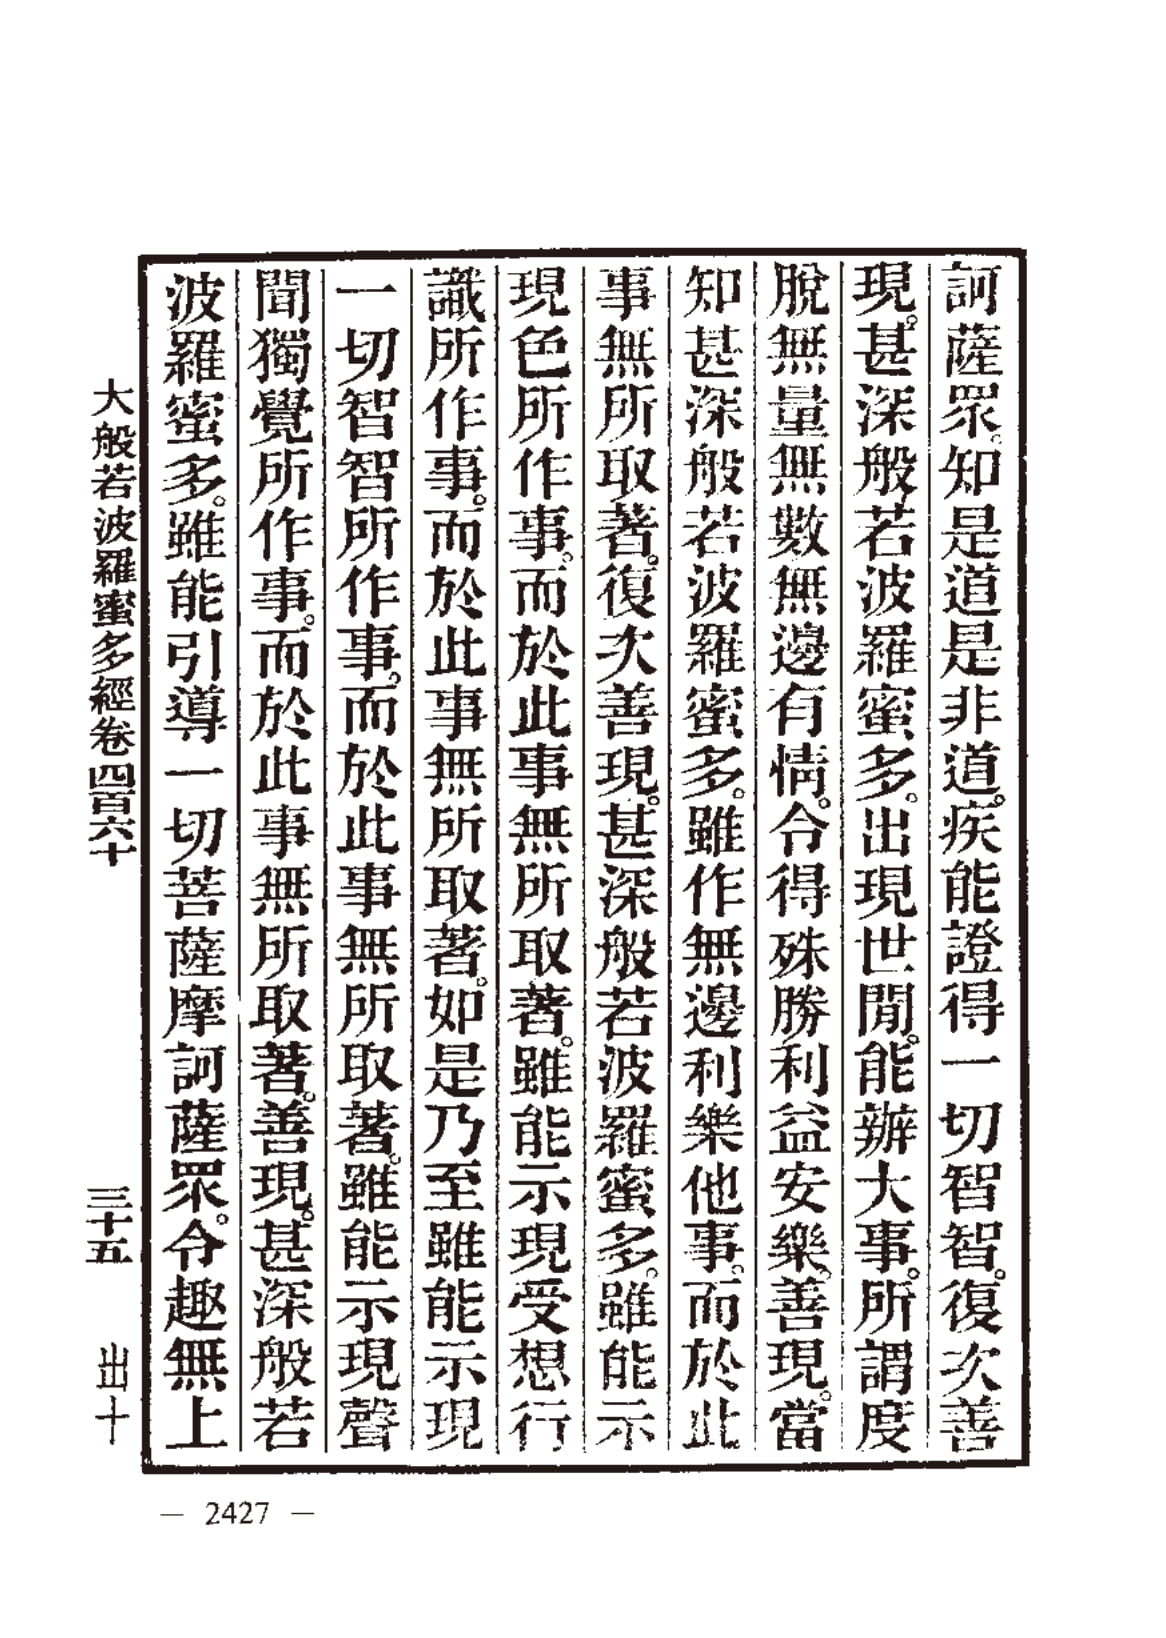 訶薩眾。知是道是非道。疾能證得一切智智。復次善
現。甚深般若波羅蜜多。出現世閒。能辦大事。所謂度
脫無量無數無邊有情。令得殊勝利益安樂。善現。當
知甚深般若波羅蜜多。雖作無邊利樂他事。而於此
事無所取著。復次善現。甚深般若波羅蜜多。雖能示
現色所作事。而於此事無所取著。雖能示現受想行
識所作事。而於此事無所取著。如是乃至雖能示現
一切智智所作事。而於此事無所取著。雖能示現聲
聞獨覺所作事。而於此事無所取著。善現。甚深般若
波羅蜜多。雖能引導一切菩薩摩訶薩眾。令趣無上
大般若波羅蜜多經卷四百六十 三十五 出十
— 2427 —